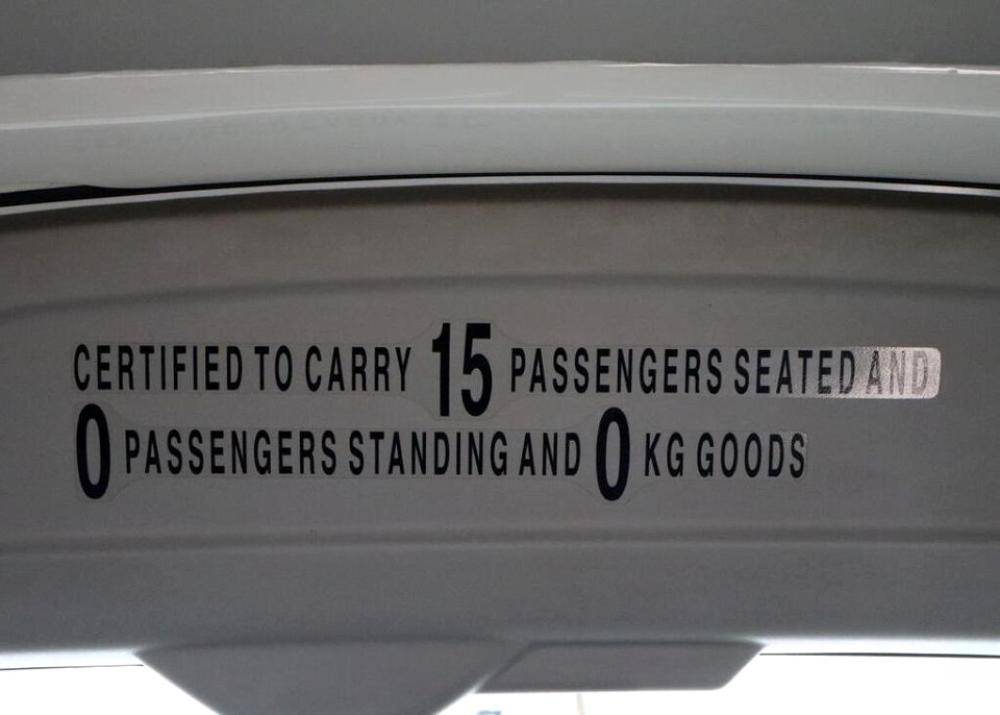 CERTIFIED TO CARRY 15 PASSENGERS SEATED AND
0 PASSENGERS STANDING AND 0 KG GOODS